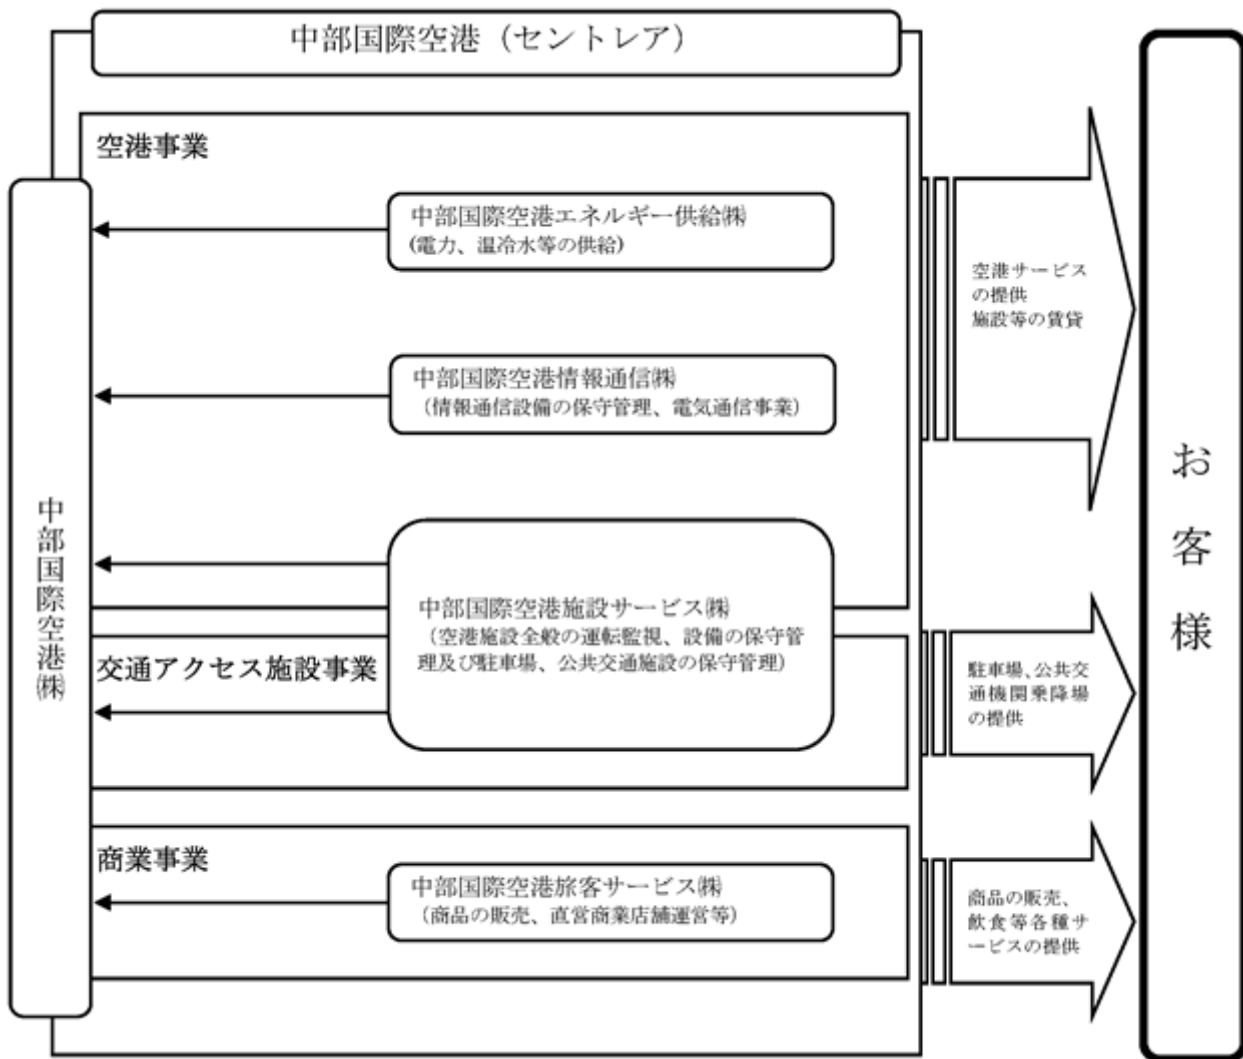 中部国際空港（セントレア）
空港事業
中部国際空港エネルギー供給㈱
(電力、温冷水等の供給)
中部国際空港情報通信㈱
（情報通信設備の保守管理、電気通信事業）
中部国際空港施設サービス㈱
（空港施設全般の運転監視、設備の保守管
理及び駐車場、公共交通施設の保守管理）
交通アクセス施設事業
商業事業
中部国際空港旅客サービス㈱
（商品の販売、直営商業店舗運営等）
中部国際空港㈱
空港サービス
の提供
施設等の賃貸
駐車場、公共交
通機関乗降場
の提供
商品の販売、
飲食等各種サ
ービスの提供
お客様